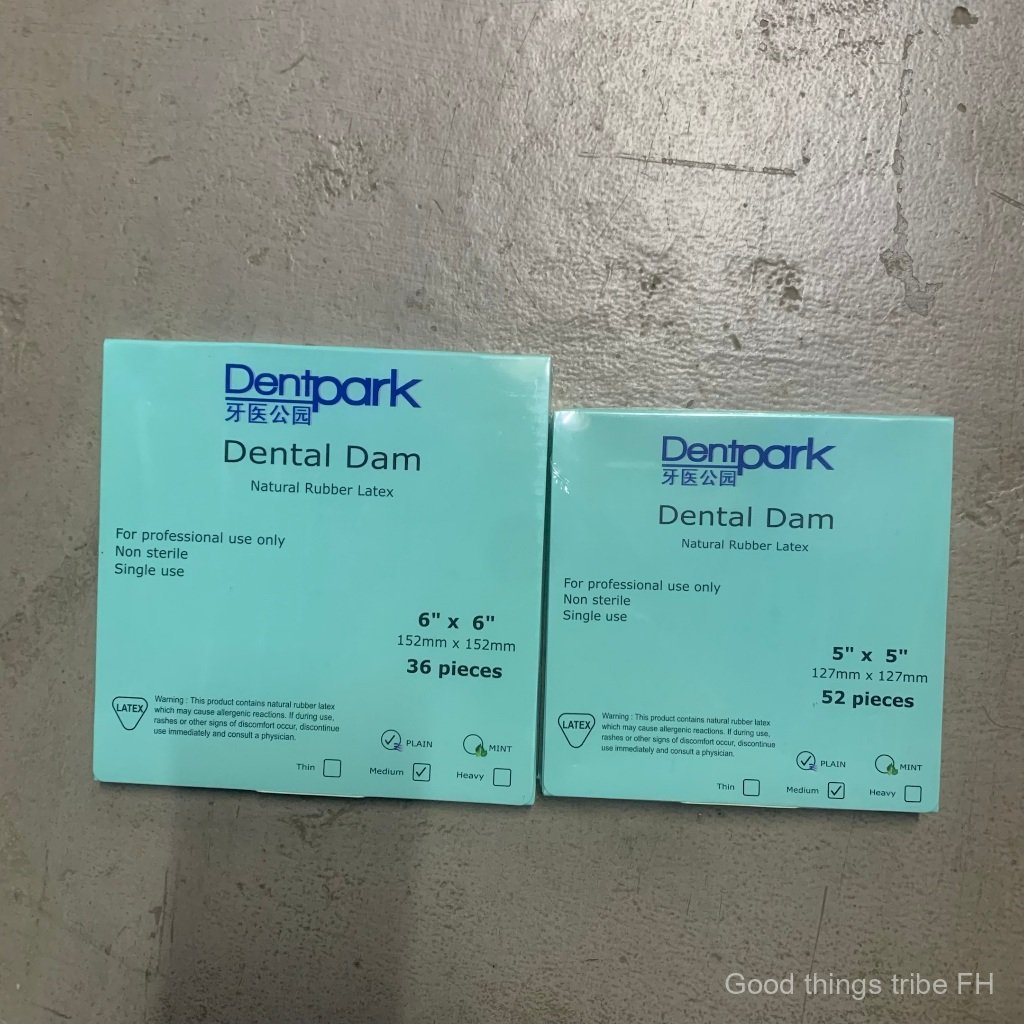 Dentpark
牙医公园
Dental Dam
Natural Rubber Latex
For professional use only
Non sterile
Single use
6" x 6"
152mm x 152mm
36 pieces
LATEX
Warning : This product contains natural rubber latex
which may cause allergenic reactions. If during use,
rashes or other signs of discomfort occur, discontinue
use immediately and consult a physician.
PLAIN
MINT
Thin
Medium
Heavy
Dentpark
牙医公园
Dental Dam
Natural Rubber Latex
For professional use only
Non sterile
Single use
5" x 5"
127mm x 127mm
52 pieces
LATEX
Warning : This product contains natural rubber latex
which may cause allergenic reactions. If during use,
rashes or other signs of discomfort occur, discontinue
use immediately and consult a physician.
PLAIN
MINT
Thin
Medium
Heavy
Good things tribe FH